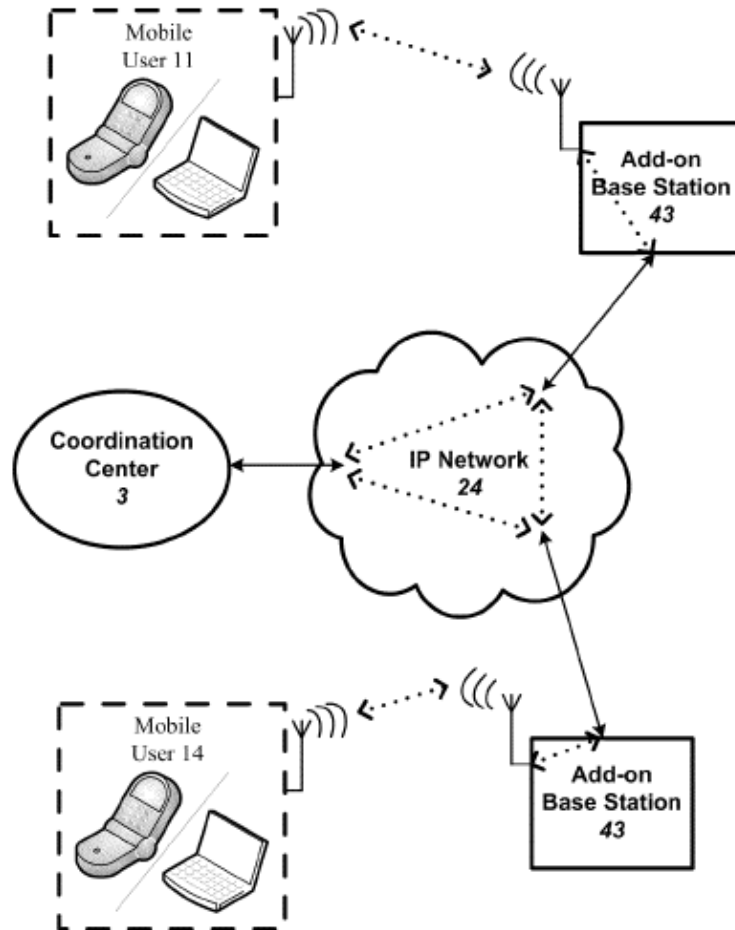 Mobile
User 11
Add-on
Base Station
43
Coordination
Center
3
IP Network
24
Mobile
User 14
Add-on
Base Station
43